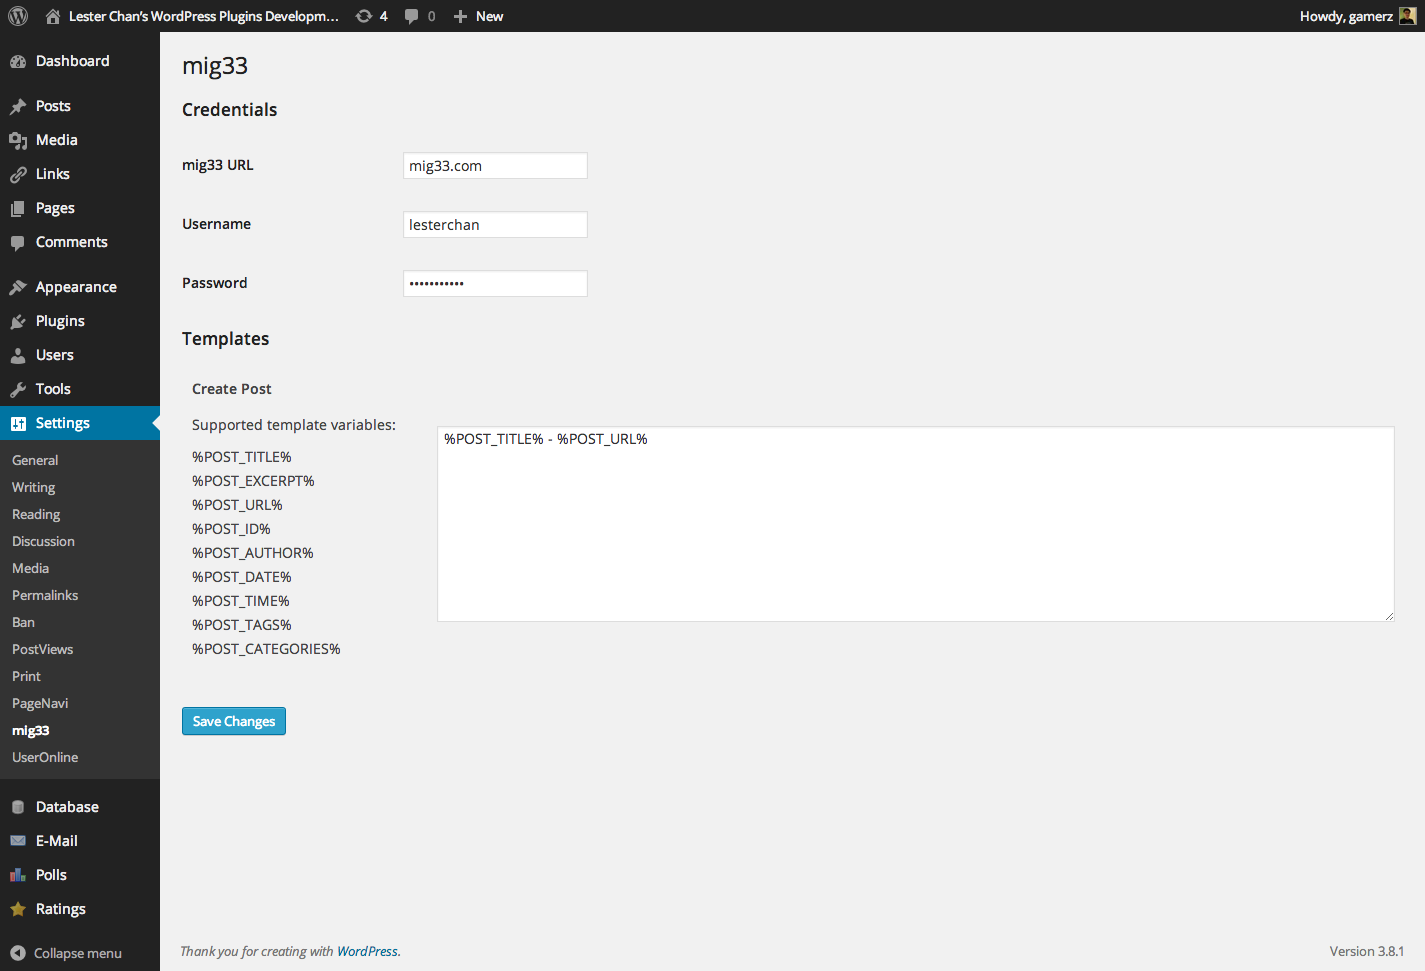 Lester Chan's WordPress Plugins Developm... 4 0 New Howdy, gamerz
Dashboard
Posts
Media
Links
Pages
Comments
Appearance
Plugins
Users
Tools
Settings
General
Writing
Reading
Discussion
Media
Permalinks
Ban
PostViews
Print
PageNavi
mig33
UserOnline
Database
E-Mail
Polls
Ratings
Collapse menu
mig33
Credentials
mig33 URL mig33.com
Username lesterchan
Password •••••••••••
Templates
Create Post
Supported template variables:
%POST_TITLE%
%POST_EXCERPT%
%POST_URL%
%POST_ID%
%POST_AUTHOR%
%POST_DATE%
%POST_TIME%
%POST_TAGS%
%POST_CATEGORIES%
%POST_TITLE% - %POST_URL%
Save Changes
Thank you for creating with WordPress.
Version 3.8.1